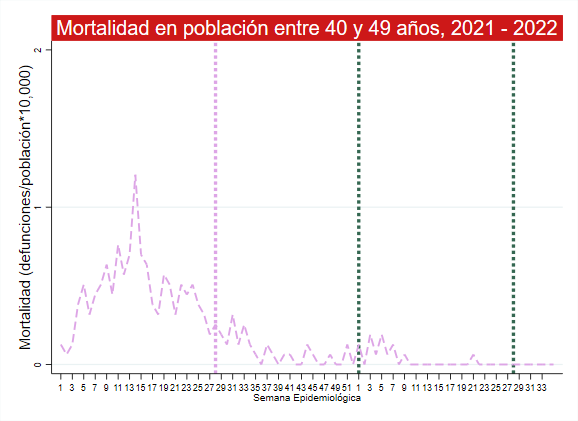 Mortalidad en población entre 40 y 49 años, 2021 - 2022
Mortalidad (defunciones/población*10,000)
2
1
0
1 3 5 7 9 11 13 15 17 19 21 23 25 27 29 31 33 35 37 39 41 43 45 47 49 51 1 3 5 7 9 11 13 15 17 19 21 23 25 27 29 31 33
Semana Epidemiológica